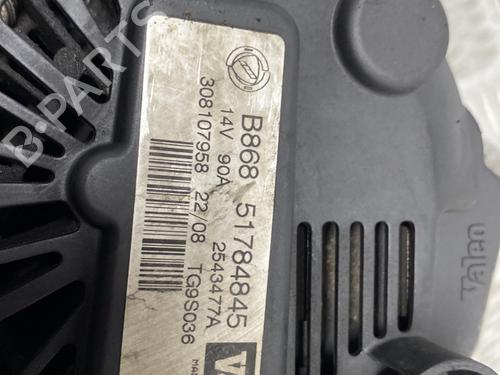 B868 51784845
14V 90A 2543477A
308107958 22/08 TG9S036
Valeo
B-PARTS